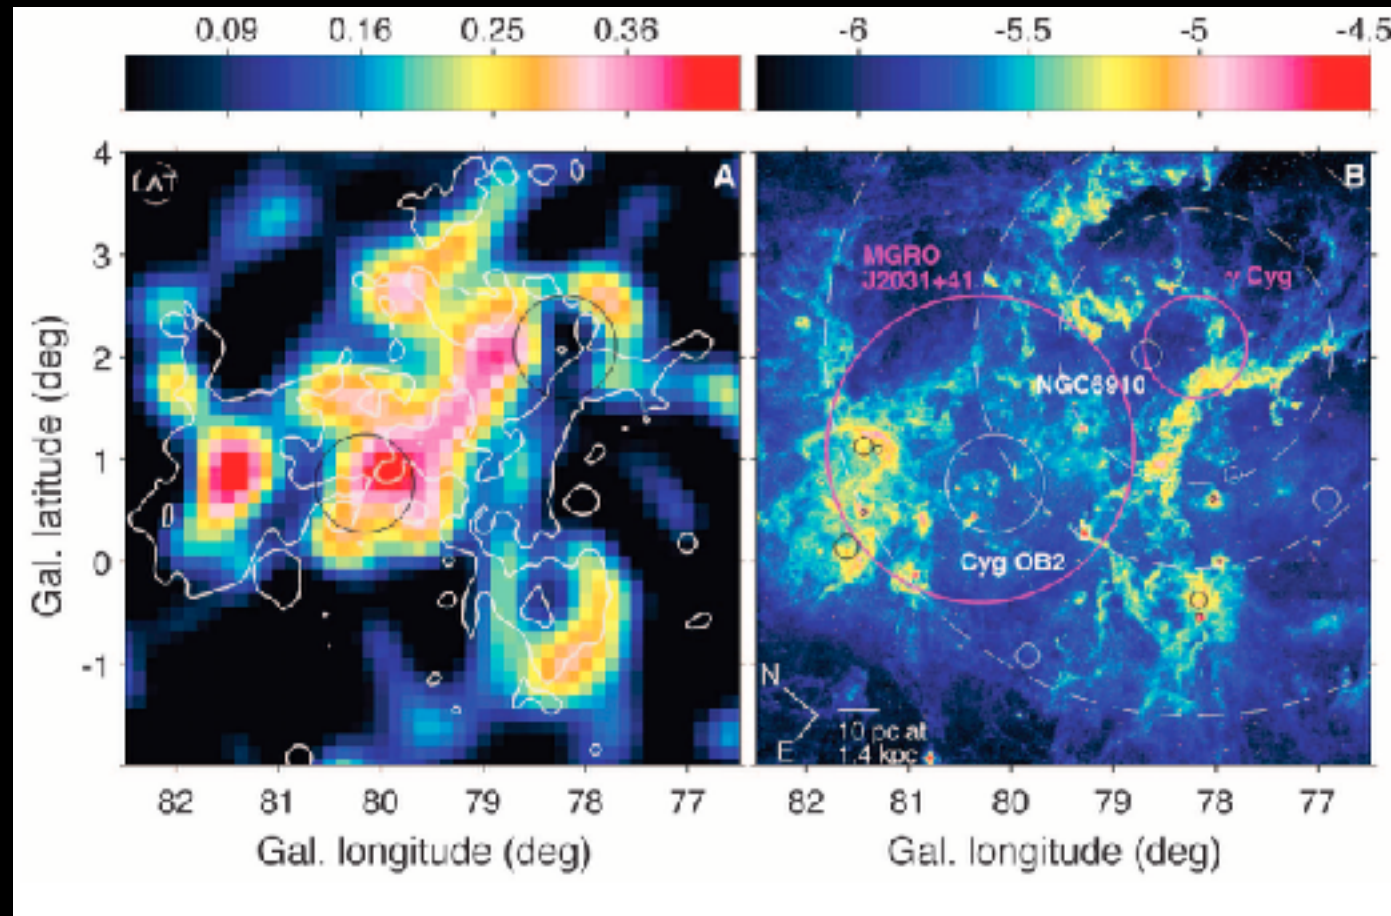 0.09 0.16 0.25 0.36
-6 -5.5 -5 -4.5
4
3
2
1
0
-1
Gal. latitude (deg)
LAT
A
82 81 80 79 78 77
Gal. longitude (deg)
B
MGRO
J2031+41
γ Cyg
NGC6910
Cyg OB2
N
E
10 pc at
1.4 kpc
82 81 80 79 78 77
Gal. longitude (deg)